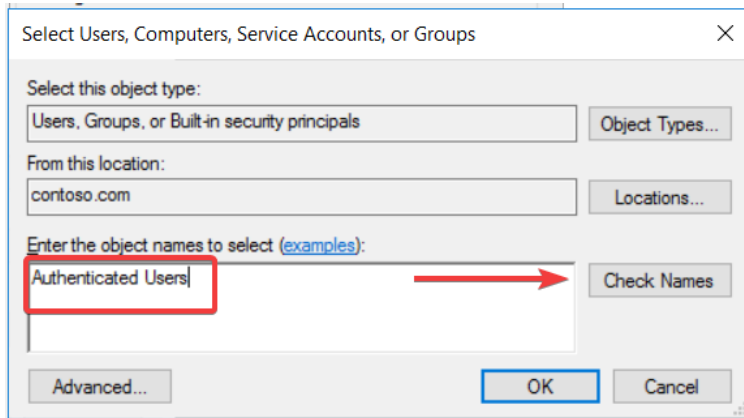 Select Users, Computers, Service Accounts, or Groups
Select this object type:
Users, Groups, or Built-in security principals
Object Types...
From this location:
contoso.com
Locations...
Enter the object names to select (examples):
Authenticated Users
Check Names
Advanced...
OK
Cancel